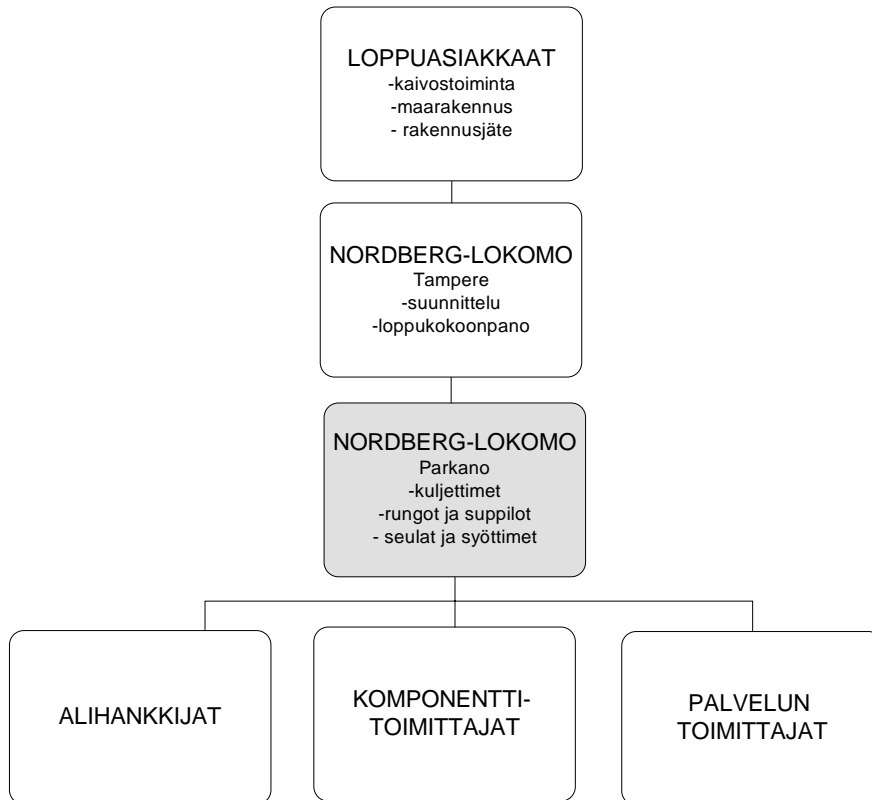 LOPPUASIAKKAAT
-kaivostoiminta
-maarakennus
- rakennusjäte
NORDBERG-LOKOMO
Tampere
-suunnittelu
-loppukokoonpano
NORDBERG-LOKOMO
Parkano
-kuljettimet
-rungot ja suppilot
- seulat ja syöttimet
ALIHANKKIJAT
KOMPONENTTI-
TOIMITTAJAT
PALVELUN
TOIMITTAJAT